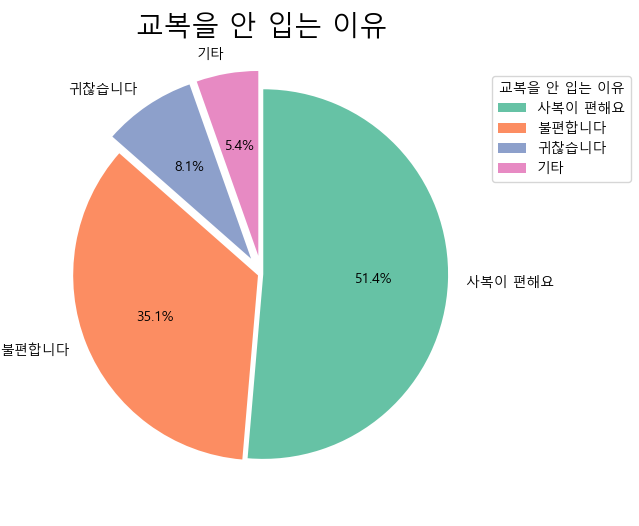 교복을 안 입는 이유
기타
귀찮습니다
5.4%
8.1%
51.4%
사복이 편해요
35.1%
불편합니다
교복을 안 입는 이유
사복이 편해요
불편합니다
귀찮습니다
기타